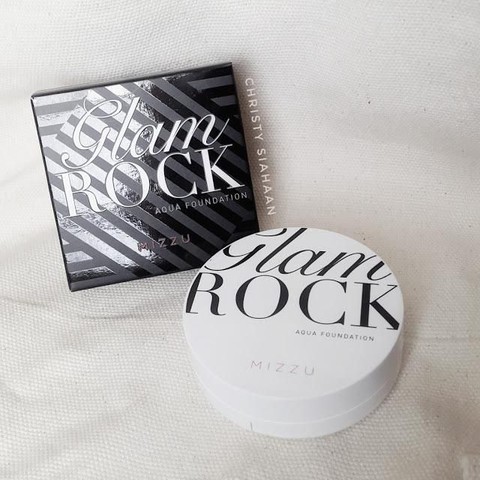 Glam
ROCK
AQUA FOUNDATION
MIZZU
CHRISTY SIAHAAN
Glam
ROCK
AQUA FOUNDATION
MIZZU